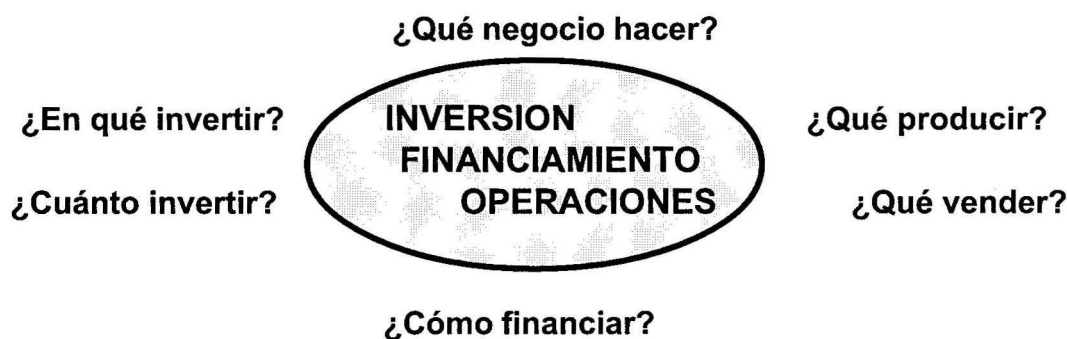 ¿Qué negocio hacer?
¿En qué invertir?
INVERSION
¿Qué producir?
FINANCIAMIENTO
¿Cuánto invertir?
OPERACIONES
¿Qué vender?
¿Cómo financiar?